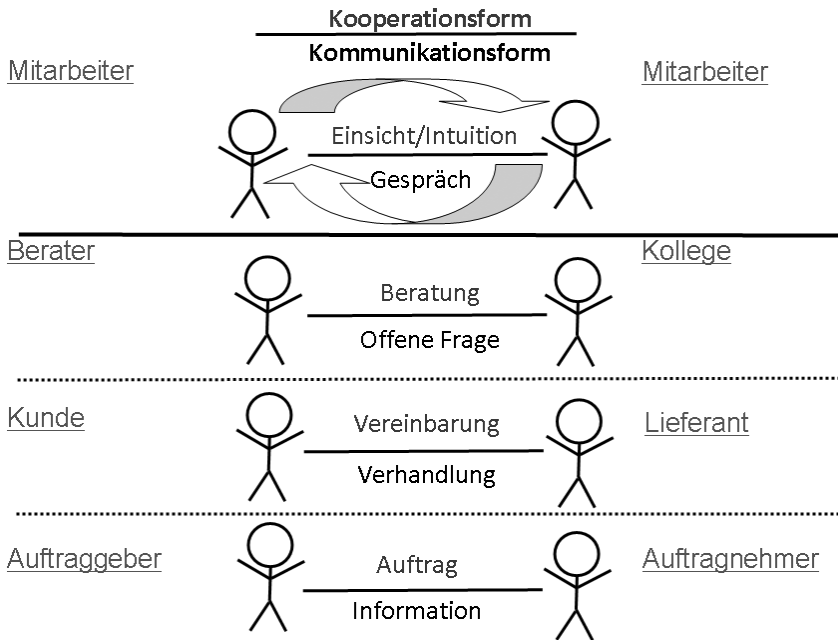 Kooperationsform
Kommunikationsform
Mitarbeiter
Mitarbeiter
Einsicht/Intuition
Gespräch
Berater
Kollege
Beratung
Offene Frage
Kunde
Vereinbarung
Lieferant
Verhandlung
Auftraggeber
Auftrag
Auftragnehmer
Information